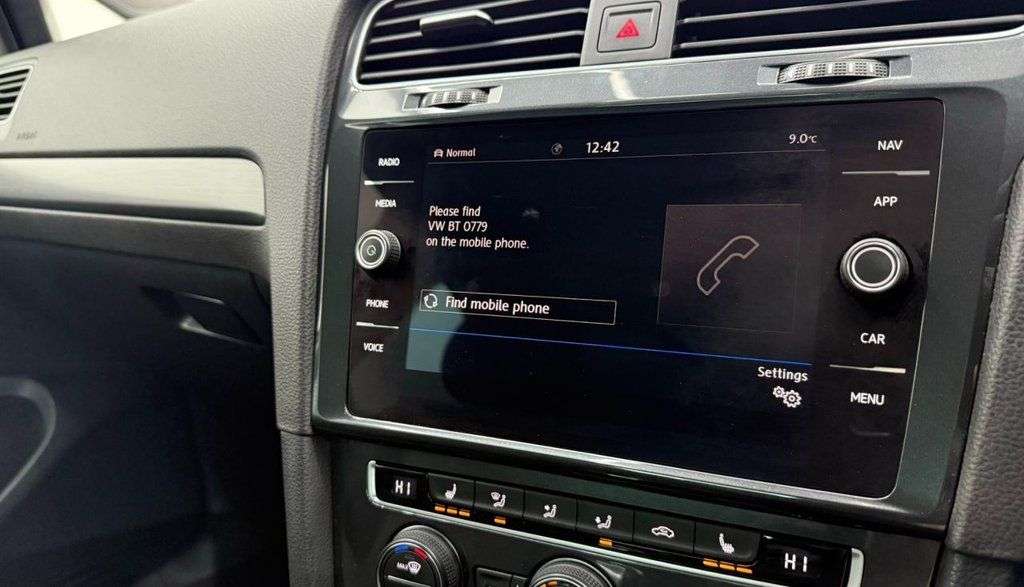 RADIO
MEDIA
PHONE
VOICE
Normal
12:42
9.0°C
Please find
VW BT 0779
on the mobile phone.
Find mobile phone
Settings
NAV
APP
CAR
MENU
HI
HI
MAX